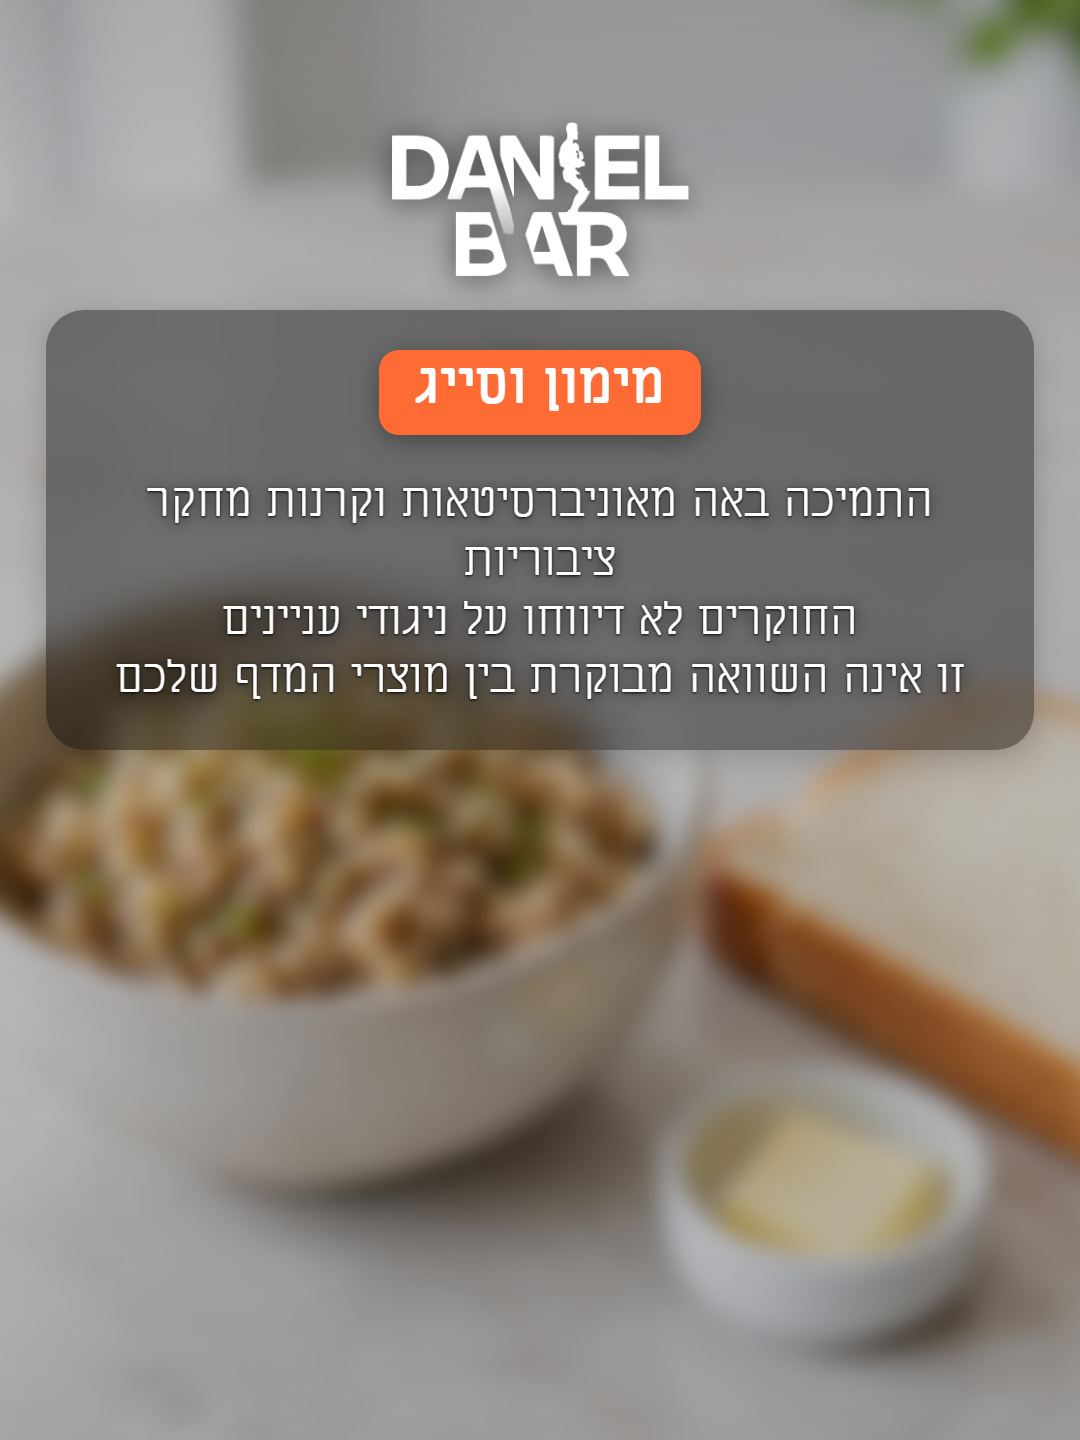 DANIEL
BAR
מימון וסייג
התמיכה באה מאוניברסיטאות וקרנות מחקר
ציבוריות
החוקרים לא דיווחו על ניגודי עניינים
זו אינה השוואה מבוקרת בין מוצרי המדף שלכם